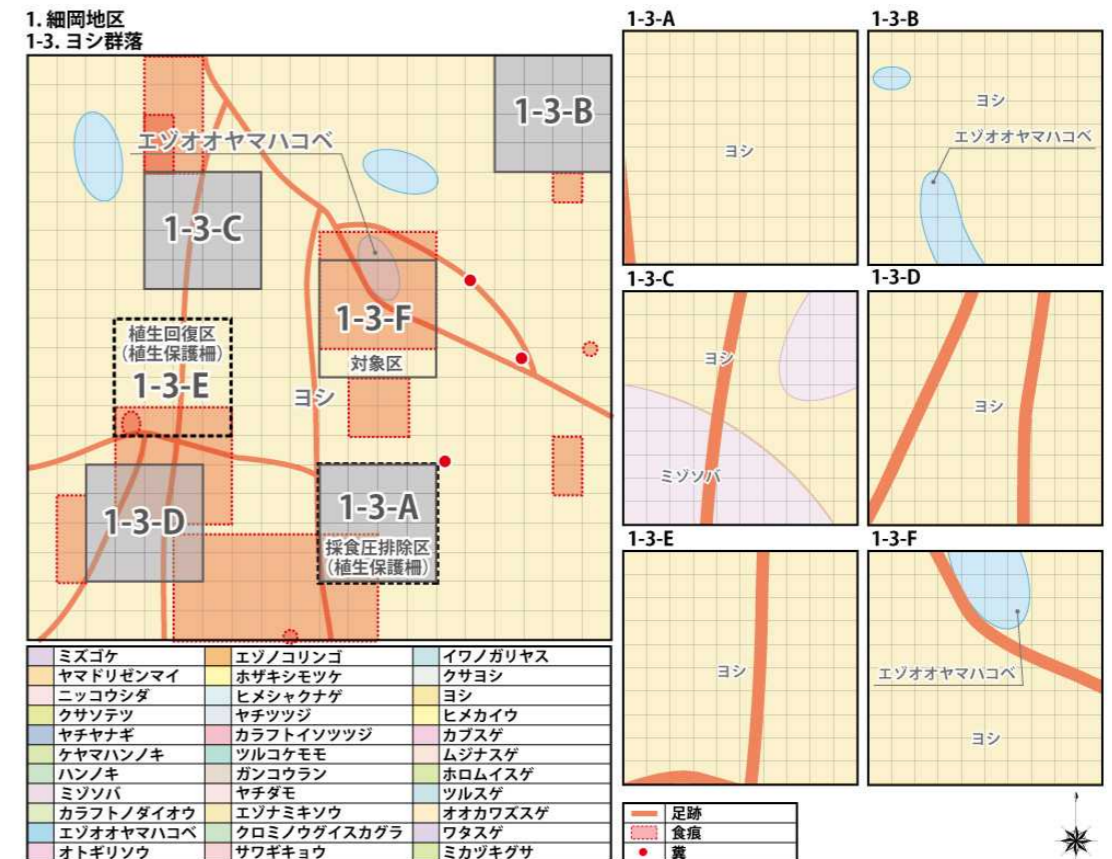 1. 細岡地区
1-3. ヨシ群落
1-3-B
エゾオオヤマハコベ
1-3-C
1-3-F
対象区
植生回復区
(植生保護柵)
1-3-E
ヨシ
1-3-D
1-3-A
採食圧排除区
(植生保護柵)
1-3-A
ヨシ
1-3-B
ヨシ
エゾオオヤマハコベ
1-3-C
ヨシ
ミゾソバ
1-3-D
ヨシ
1-3-E
ヨシ
1-3-F
エゾオオヤマハコベ
ヨシ
ミズゴケ エゾノコリンゴ イワノガリヤス
ヤマドリゼンマイ ホザキシモツケ クサヨシ
ニッコウシダ ヒメシャクナゲ ヨシ
クサソテツ ヤチツツジ ヒメカイウ
ヤチヤナギ カラフトイソツツジ カブスゲ
ケヤマハンノキ ツルコケモモ ムジナスゲ
ハンノキ ガンコウラン ホロムイスゲ
ミゾソバ ヤチダモ ツルスゲ
カラフトノダイオウ エゾナミキソウ オオカワズスゲ
エゾオオヤマハコベ クロミノウグイスカグラ ワタスゲ
オトギリソウ サワギキョウ ミカヅキグサ
足跡
食痕
糞